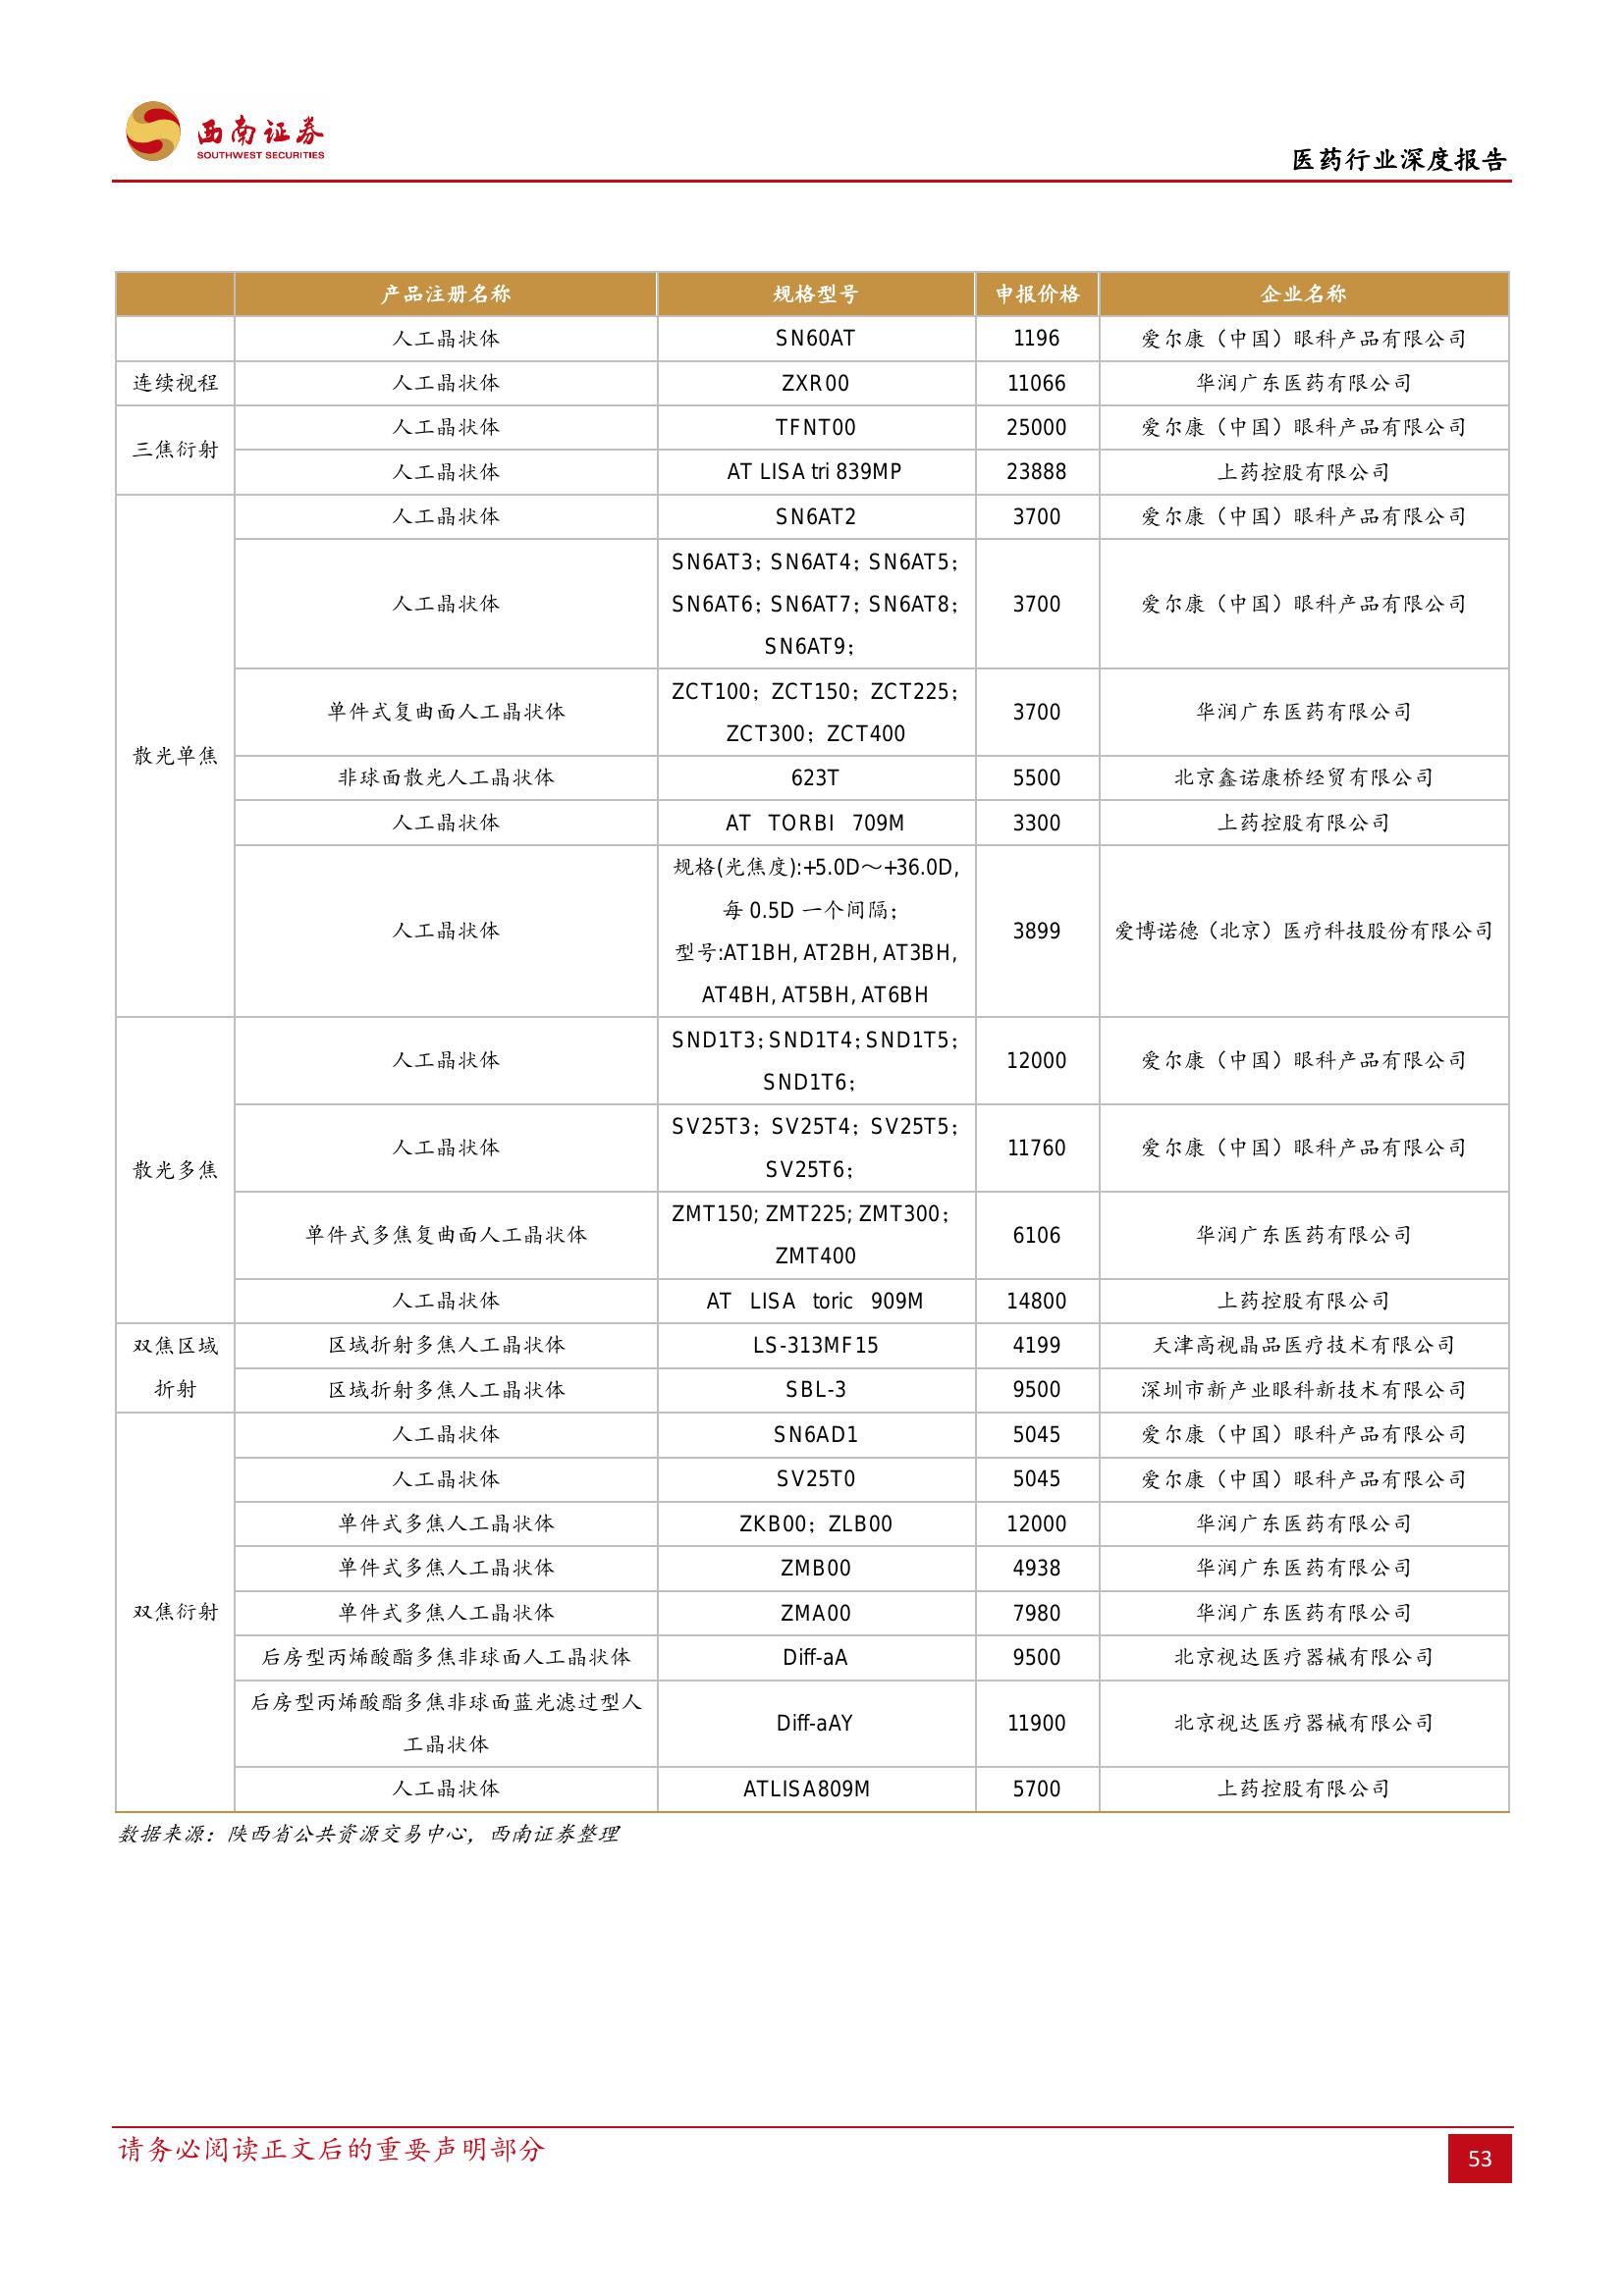 西南证券
SOUTHWEST SECURITIES
医药行业深度报告
产品注册名称 规格型号 申报价格 企业名称
人工晶状体 SN60AT 1196 爱尔康（中国）眼科产品有限公司
连续视程 人工晶状体 ZXR00 11066 华润广东医药有限公司
三焦衍射 人工晶状体 TFNT00 25000 爱尔康（中国）眼科产品有限公司
人工晶状体 AT LISA tri 839MP 23888 上药控股有限公司
散光单焦 人工晶状体 SN6AT2 3700 爱尔康（中国）眼科产品有限公司
人工晶状体 SN6AT3；SN6AT4；SN6AT5；
SN6AT6；SN6AT7；SN6AT8；
SN6AT9； 3700 爱尔康（中国）眼科产品有限公司
单件式复曲面人工晶状体 ZCT100；ZCT150；ZCT225；
ZCT300；ZCT400 3700 华润广东医药有限公司
非球面散光人工晶状体 623T 5500 北京鑫诺康桥经贸有限公司
人工晶状体 AT TORBI 709M 3300 上药控股有限公司
人工晶状体 规格(光焦度):+5.0D～+36.0D,
每 0.5D 一个间隔；
型号:AT1BH, AT2BH, AT3BH,
AT4BH, AT5BH, AT6BH 3899 爱博诺德（北京）医疗科技股份有限公司
散光多焦 人工晶状体 SND1T3；SND1T4；SND1T5；
SND1T6； 12000 爱尔康（中国）眼科产品有限公司
人工晶状体 SV25T3；SV25T4；SV25T5；
SV25T6； 11760 爱尔康（中国）眼科产品有限公司
单件式多焦复曲面人工晶状体 ZMT150; ZMT225; ZMT300；
ZMT400 6106 华润广东医药有限公司
人工晶状体 AT LISA toric 909M 14800 上药控股有限公司
双焦区域
折射 区域折射多焦人工晶状体 LS-313MF15 4199 天津高视晶品医疗技术有限公司
区域折射多焦人工晶状体 SBL-3 9500 深圳市新产业眼科新技术有限公司
双焦衍射 人工晶状体 SN6AD1 5045 爱尔康（中国）眼科产品有限公司
人工晶状体 SV25T0 5045 爱尔康（中国）眼科产品有限公司
单件式多焦人工晶状体 ZKB00；ZLB00 12000 华润广东医药有限公司
单件式多焦人工晶状体 ZMB00 4938 华润广东医药有限公司
单件式多焦人工晶状体 ZMA00 7980 华润广东医药有限公司
后房型丙烯酸酯多焦非球面人工晶状体 Diff-aA 9500 北京视达医疗器械有限公司
后房型丙烯酸酯多焦非球面蓝光滤过型人
工晶状体 Diff-aAY 11900 北京视达医疗器械有限公司
人工晶状体 ATLISA809M 5700 上药控股有限公司
数据来源：陕西省公共资源交易中心，西南证券整理
请务必阅读正文后的重要声明部分
53